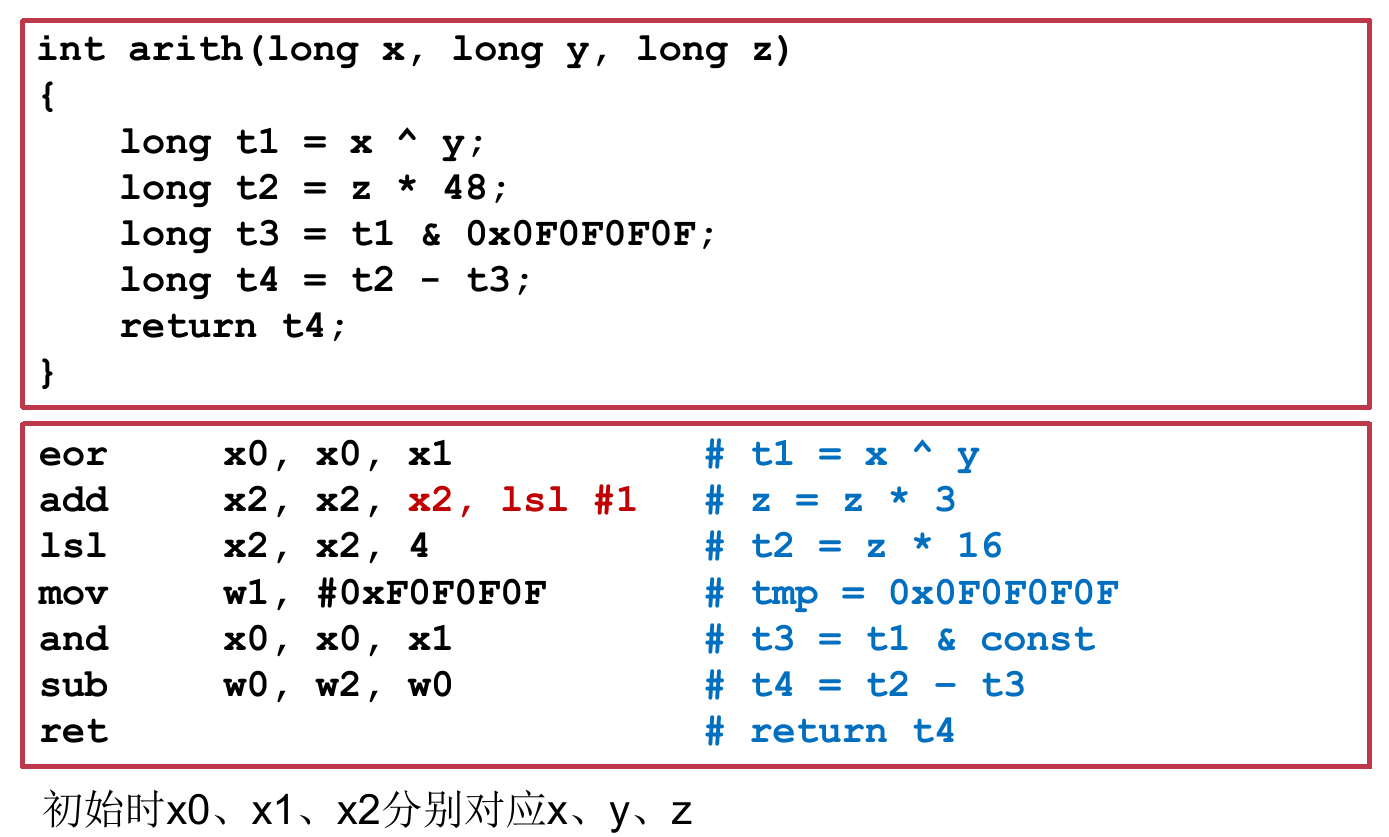 int arith(long x, long y, long z)
{
    long t1 = x ^ y;
    long t2 = z * 48;
    long t3 = t1 & 0x0F0F0F0F;
    long t4 = t2 - t3;
    return t4;
}
eor     x0, x0, x1     # t1 = x ^ y
add     x2, x2, x2, lsl #1     # z = z * 3
lsl     x2, x2, 4     # t2 = z * 16
mov     w1, #0xF0F0F0F     # tmp = 0x0F0F0F0F
and     x0, x0, x1     # t3 = t1 & const
sub     w0, w2, w0     # t4 = t2 – t3
ret     # return t4
初始时x0、x1、x2分别对应x、y、z